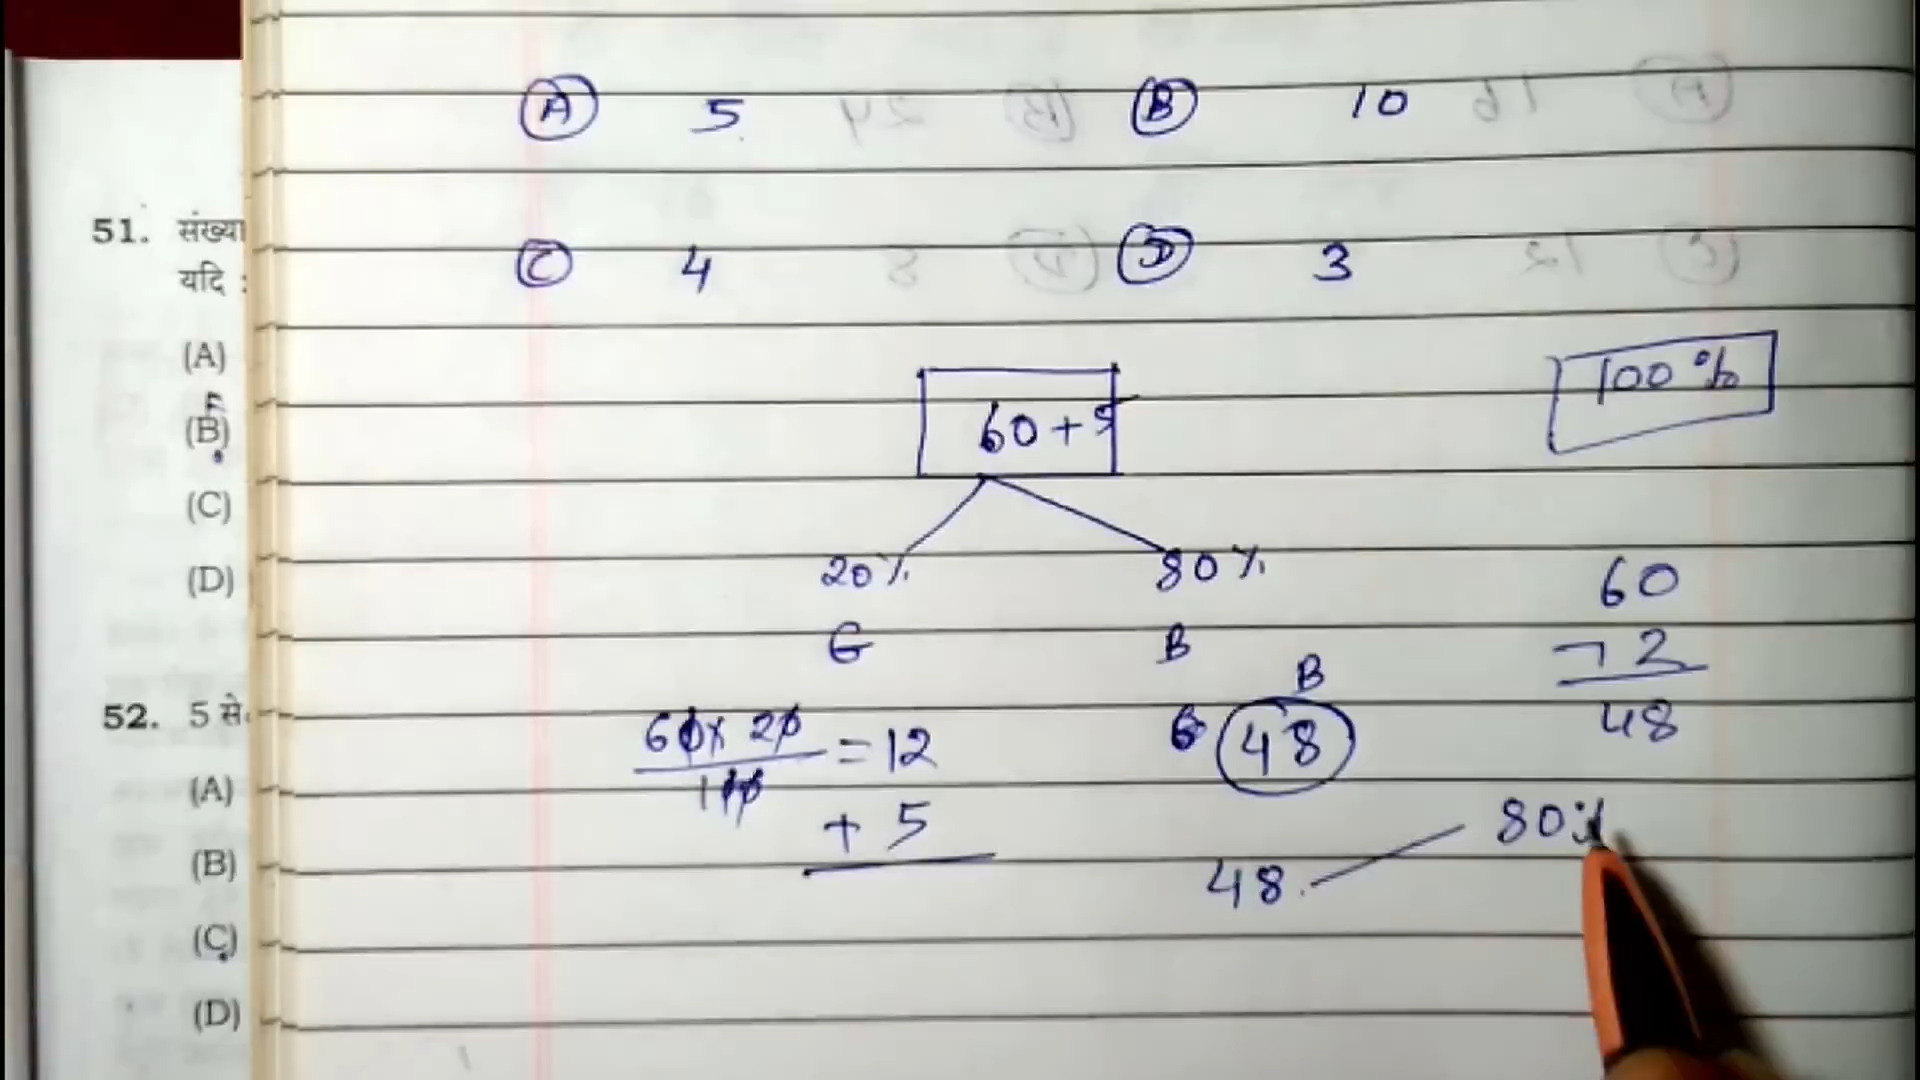 (A) 5 (B) 10
51. संख्या
(C) 4 (D) 3
यदि :
(A)
100 %
(B)
60 + 5
(C)
20% 80%
(D)
60
G B
- 12
B
52. 5 से
60 x 20 = 12
100
48
48
(A)
+ 5
80%
(B)
48
(C)
(D)